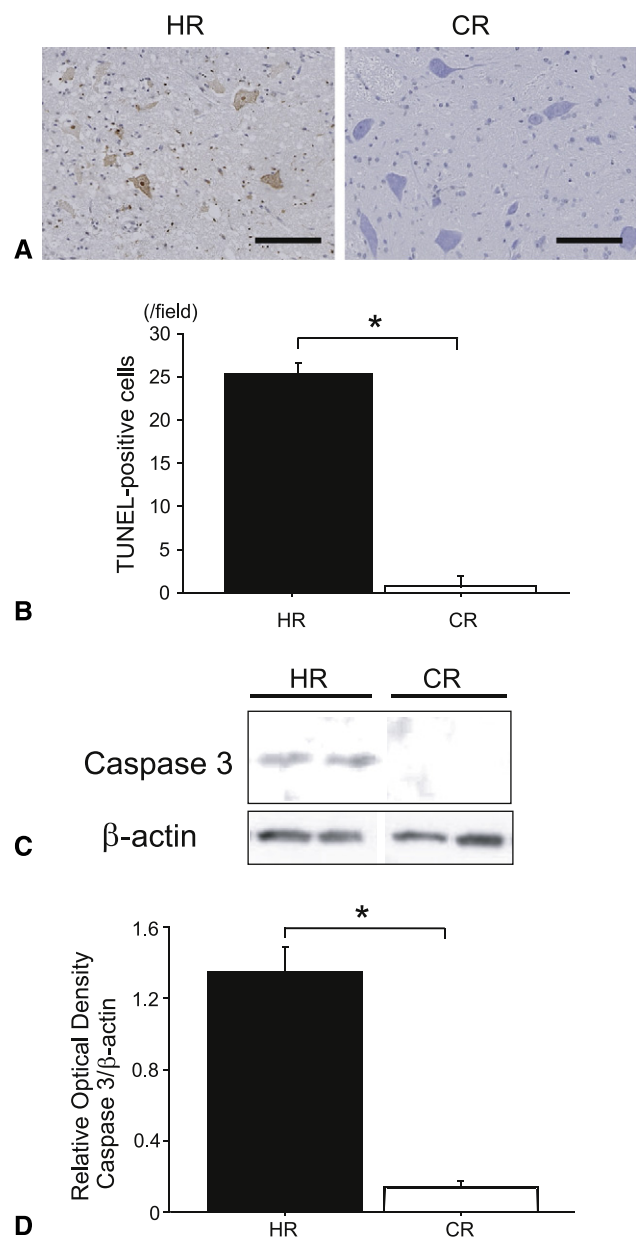 HR CR
A
(/field)
30
25
20
15
10
5
0
TUNEL-positive cells
*
HR CR
B
HR CR
Caspase 3
β-actin
C
1.6
1.2
0.8
0.4
0
Relative Optical Density
Caspase 3/β-actin
*
HR CR
D